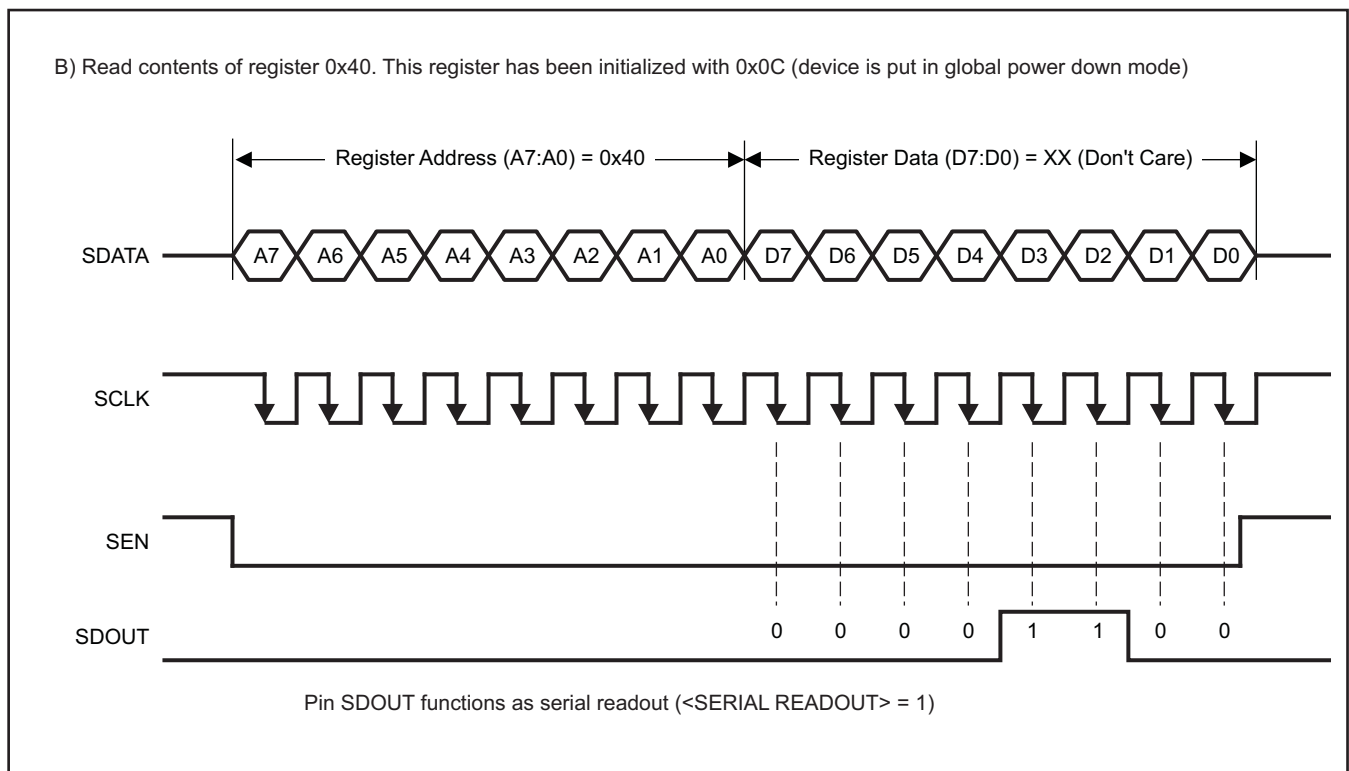 B) Read contents of register 0x40. This register has been initialized with 0x0C (device is put in global power down mode)
Register Address (A7:A0) = 0x40 Register Data (D7:D0) = XX (Don't Care)
SDATA A7 A6 A5 A4 A3 A2 A1 A0 D7 D6 D5 D4 D3 D2 D1 D0
SCLK
SEN
SDOUT 0 0 0 0 1 1 0 0
Pin SDOUT functions as serial readout (<SERIAL READOUT> = 1)